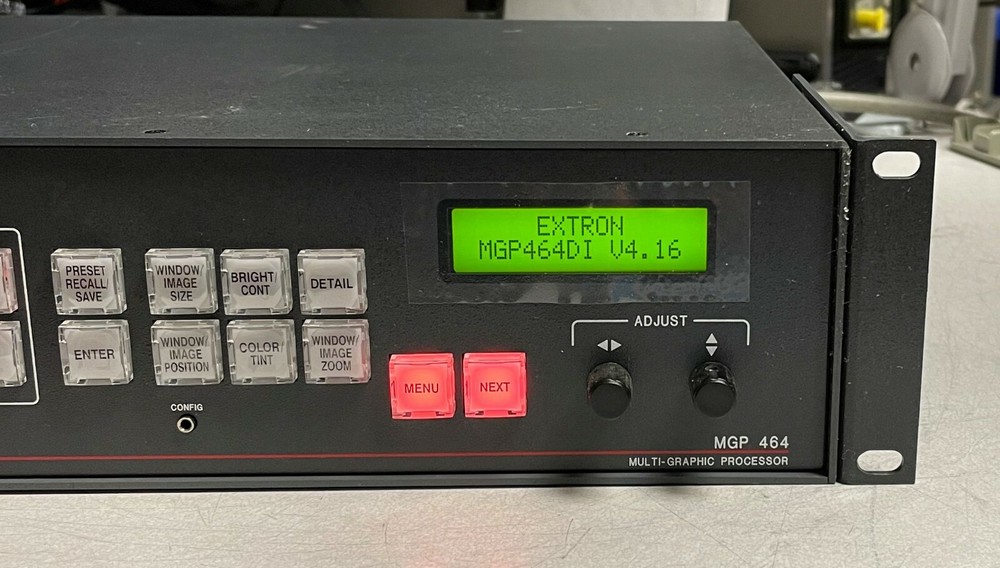 EXTRON
MGP464DI V4.16
PRESET
RECALL
SAVE
WINDOW/
IMAGE
SIZE
BRIGHT/
CONT
DETAIL
ENTER
WINDOW/
IMAGE
POSITION
COLOR/
TINT
WINDOW/
IMAGE
ZOOM
MENU
NEXT
ADJUST
CONFIG
MGP 464
MULTI-GRAPHIC PROCESSOR